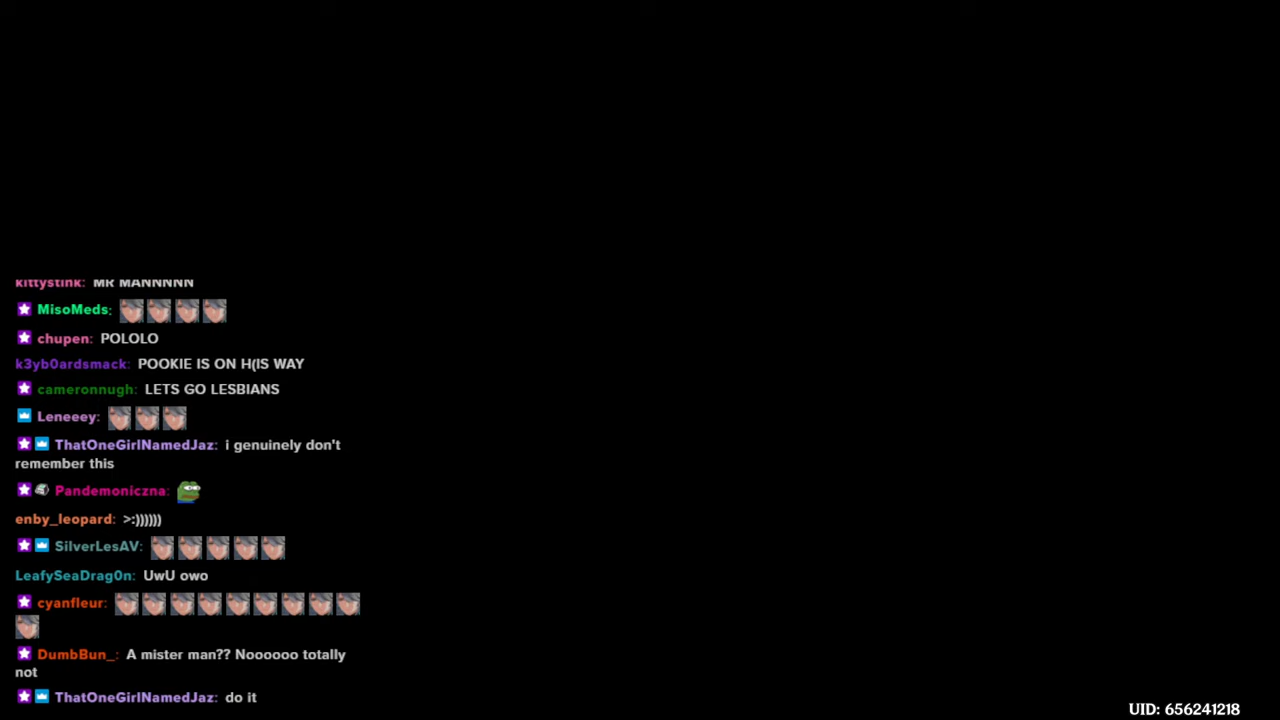 kittystink: MR MANNNNN
MisoMeds:
chupen: POLOLO
k3yb0ardsmack: POOKIE IS ON H(IS WAY
cameronnugh: LETS GO LESBIANS
Leneeey:
ThatOneGirlNamedJaz: i genuinely don't
remember this
Pandemoniczna:
enby_leopard: >:))))))
SilverLesAV:
LeafySeaDrag0n: UwU owo
cyanfleur:
DumbBun_: A mister man?? Noooooo totally
not
ThatOneGirlNamedJaz: do it
UID: 656241218